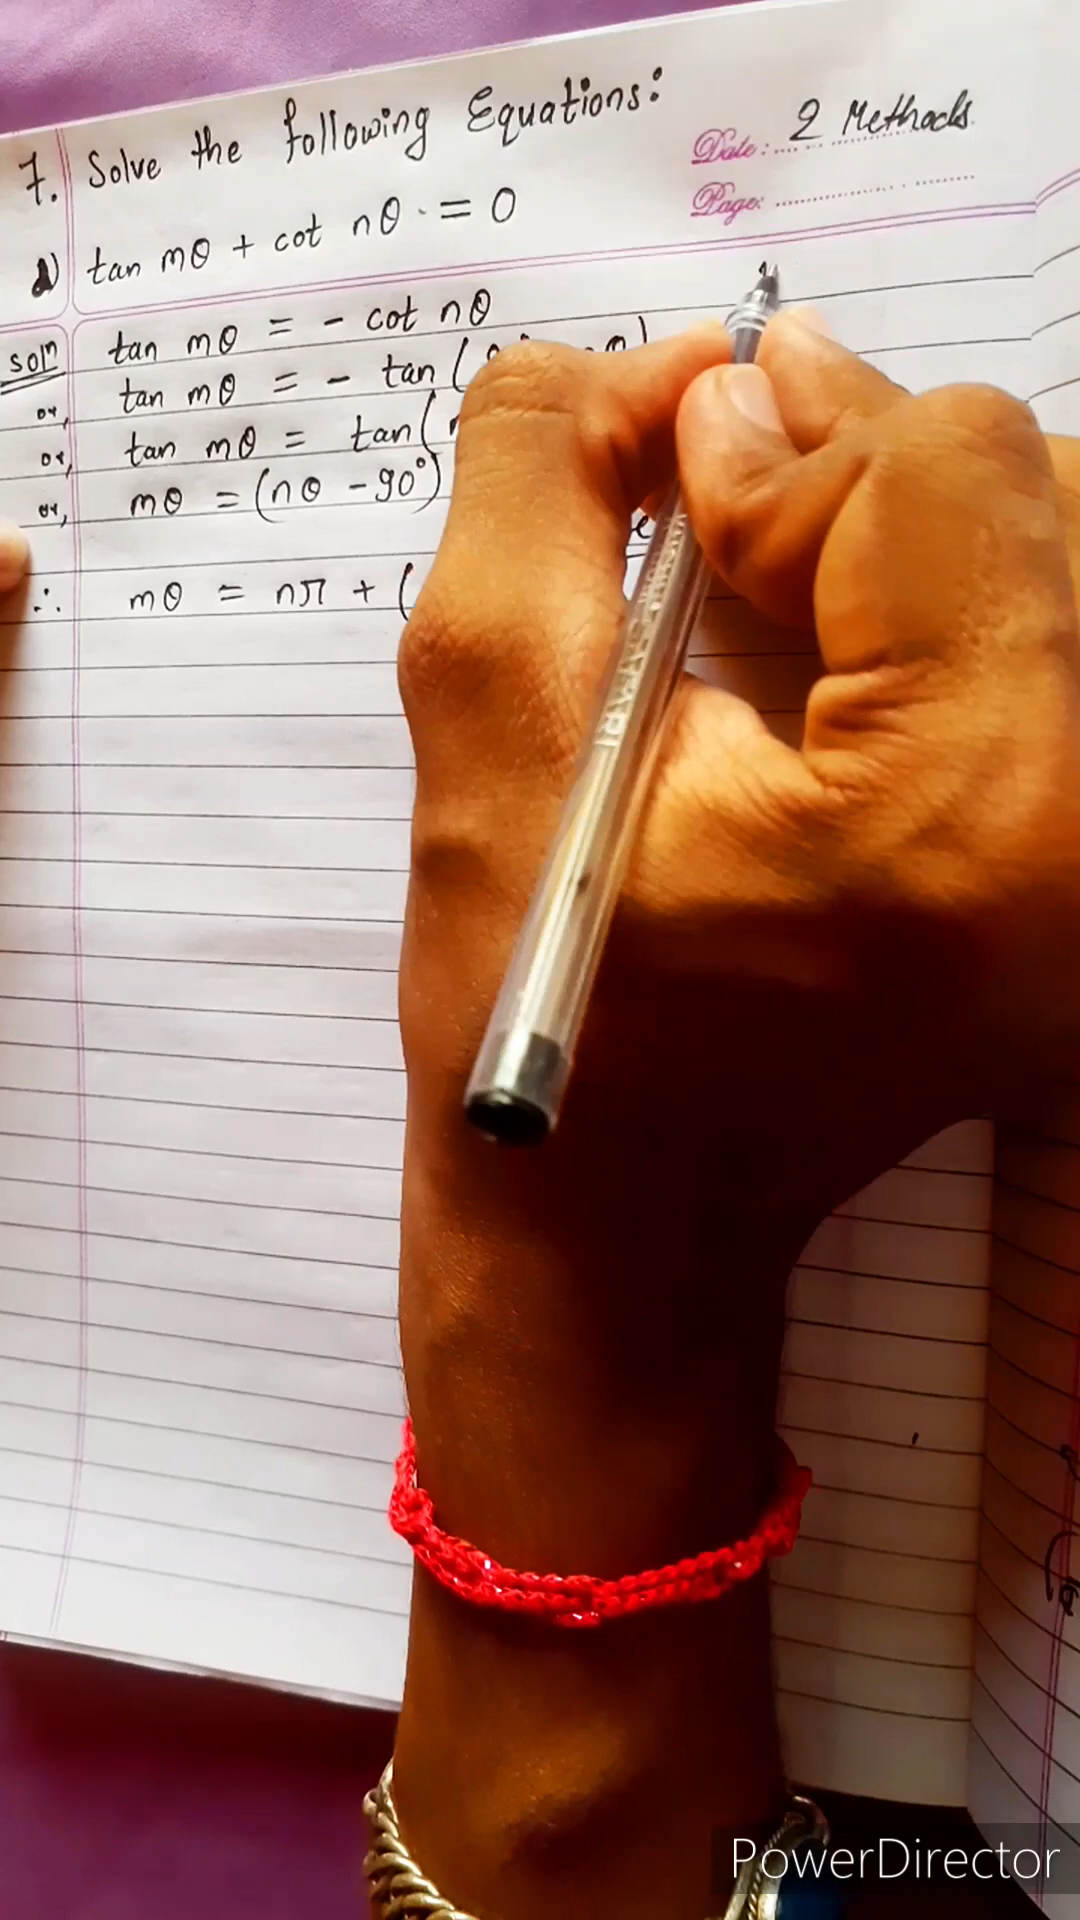 7. Solve the following Equations:
Date: 2 Methods
Page:
d) tan mθ + cot nθ = 0
soln tan mθ = - cot nθ
or, tan mθ = - tan (
or, tan mθ = tan(
or, mθ = (nθ - 90°)
∴ mθ = nπ + (
PowerDirector